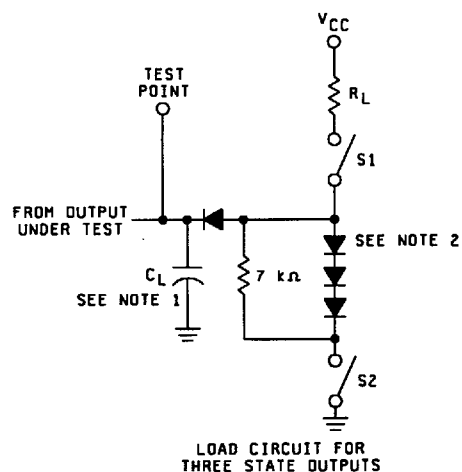 VCC
TEST
POINT
RL
S1
FROM OUTPUT
UNDER TEST
SEE NOTE 2
CL
7 kΩ
SEE NOTE 1
S2
LOAD CIRCUIT FOR
THREE STATE OUTPUTS